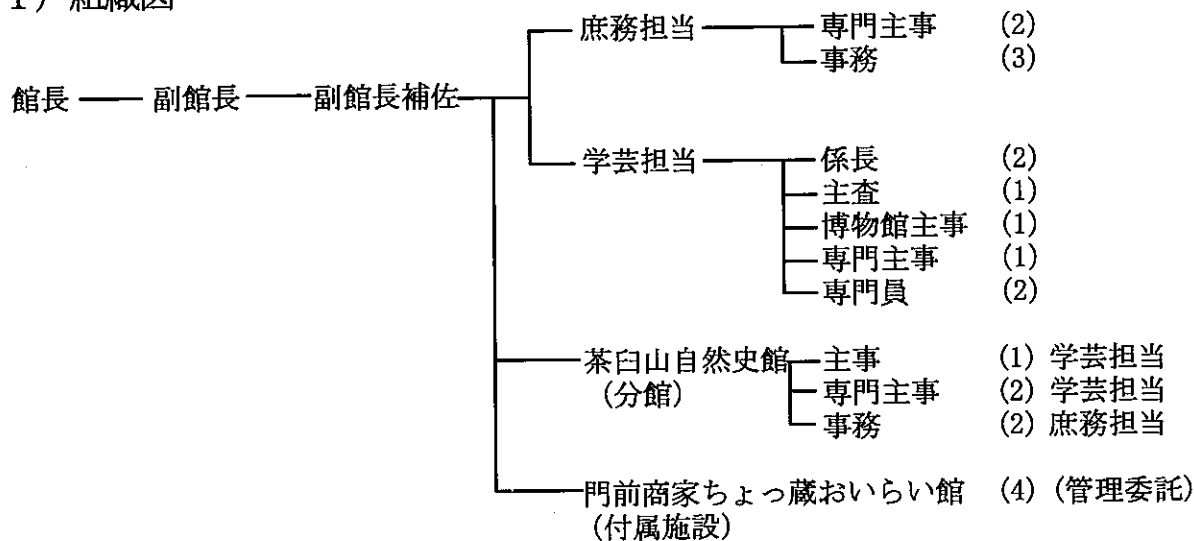 1) 組織図
庶務担当 専門主事 (2)
事務 (3)
館長 副館長 副館長補佐
学芸担当 係長 (2)
主査 (1)
博物館主事 (1)
専門主事 (1)
専門員 (2)
茶臼山自然史館 主事 (1) 学芸担当
(分館) 専門主事 (2) 学芸担当
事務 (2) 庶務担当
門前商家ちょっ蔵おいらい館 (4) (管理委託)
(付属施設)